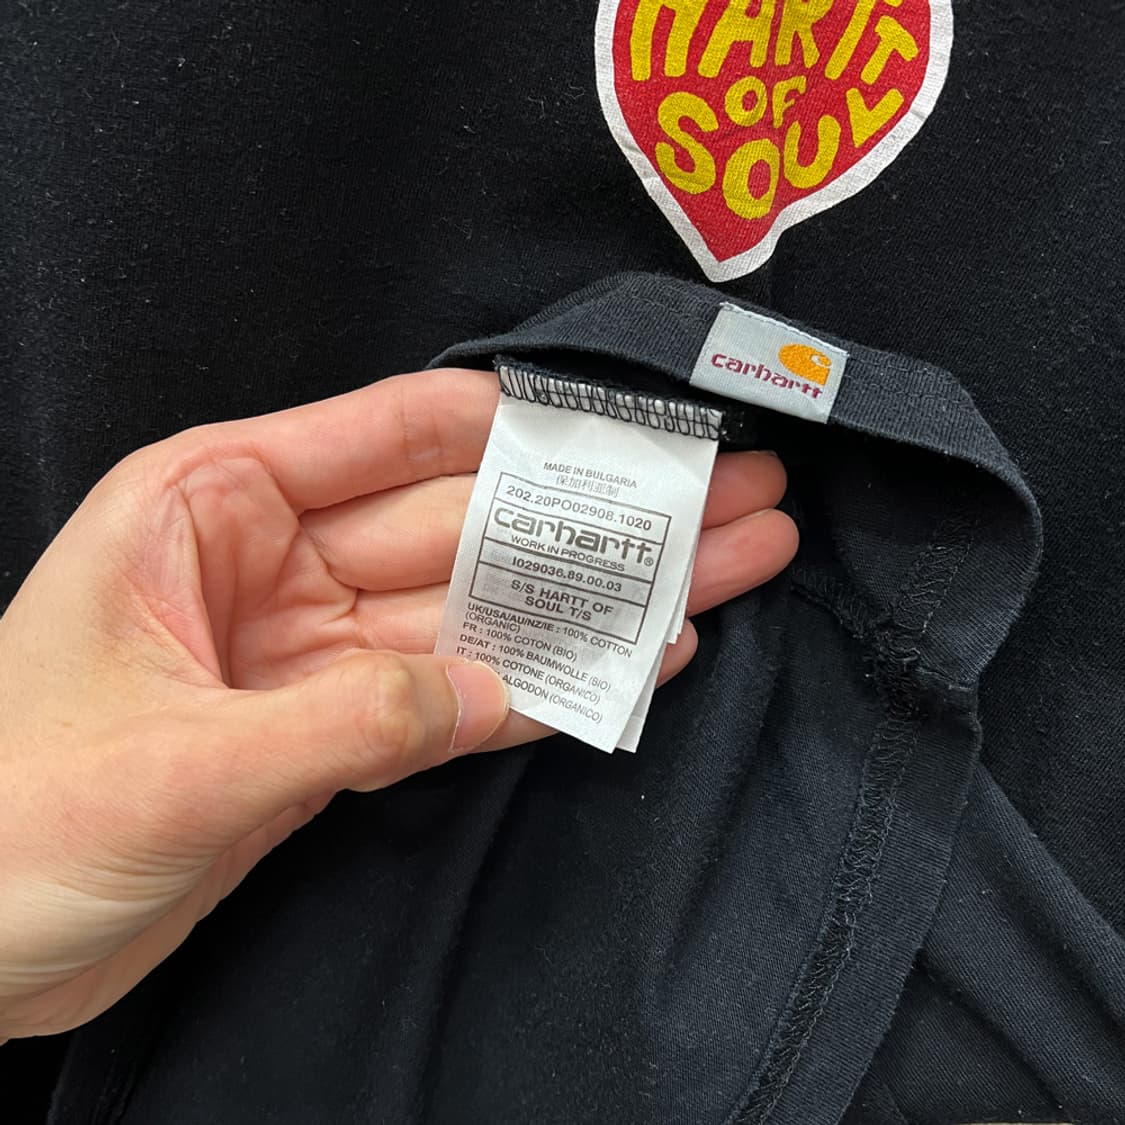 HARTT
OF
SOUL
carhartt
MADE IN BULGARIA
保加利亚制
202.20PO02908.1020
carhartt®
WORK IN PROGRESS
I029036.89.00.03
S/S HARTT OF
SOUL T/S
UK/USA/AU/NZ/IE : 100% COTTON
(ORGANIC)
FR : 100% COTON (BIO)
DE/AT : 100% BAUMWOLLE (BIO)
IT : 100% COTONE (ORGANICO)
ALGODON (ORGANICO)